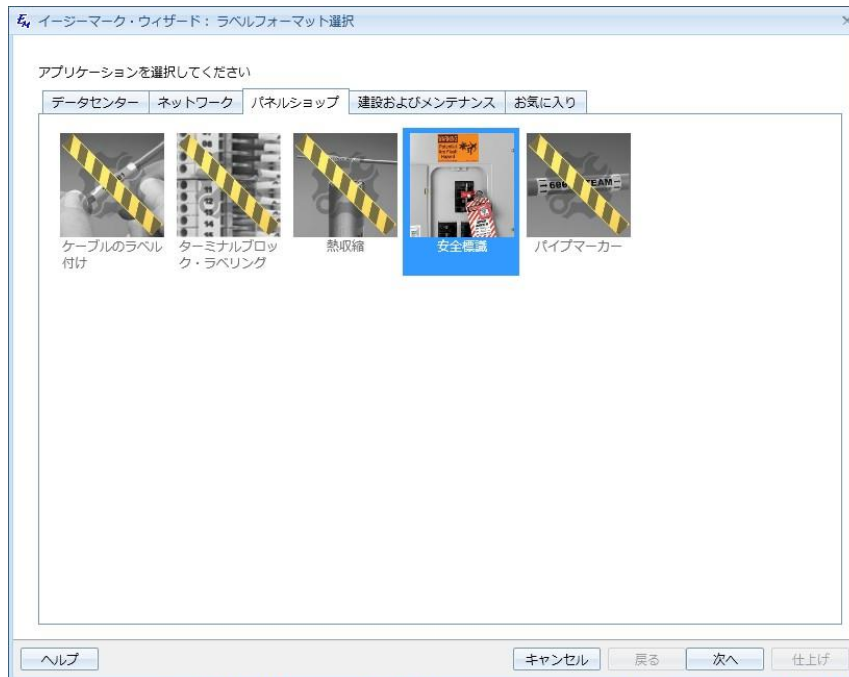 イージーマーク・ウィザード： ラベルフォーマット選択
アプリケーションを選択してください
データセンター
ネットワーク
パネルショップ
建設およびメンテナンス
お気に入り
ケーブルのラベル
付け
ターミナルブロッ
ク・ラベリング
熱収縮
安全標識
パイプマーカー
ヘルプ
キャンセル
戻る
次へ
仕上げ